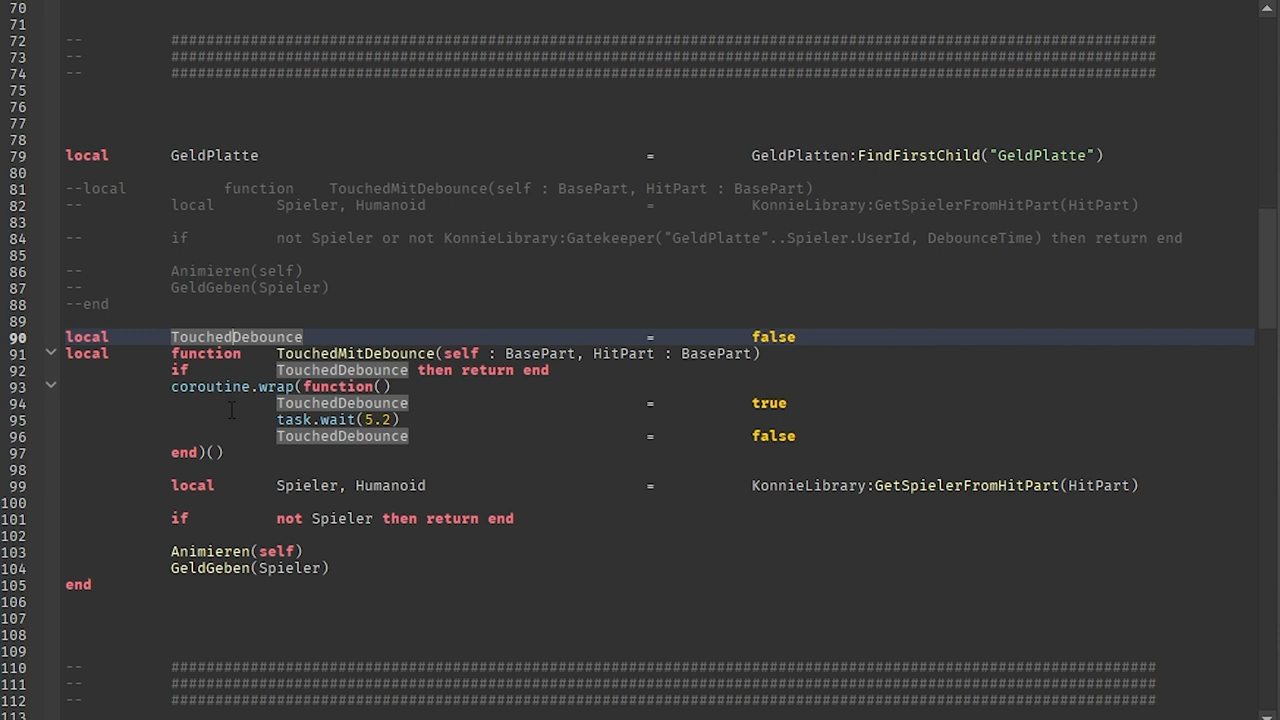 70
71
72 -- ################################################################################################################
73 -- ################################################################################################################
74 -- ################################################################################################################
75
76
77
78
79 local GeldPlatte = GeldPlatten:FindFirstChild("GeldPlatte")
80
81 --local function TouchedMitDebounce(self : BasePart, HitPart : BasePart)
82 -- local Spieler, Humanoid = KonnieLibrary:GetSpielerFromHitPart(HitPart)
83
84 -- if not Spieler or not KonnieLibrary:Gatekeeper("GeldPlatte"..Spieler.UserId, DebounceTime) then return end
85
86 -- Animieren(self)
87 -- GeldGeben(Spieler)
88 --end
89
90 local TouchedDebounce = false
91 local function TouchedMitDebounce(self : BasePart, HitPart : BasePart)
92 if TouchedDebounce then return end
93 coroutine.wrap(function()
94 TouchedDebounce = true
95 task.wait(5.2)
96 TouchedDebounce = false
97 end)()
98
99 local Spieler, Humanoid = KonnieLibrary:GetSpielerFromHitPart(HitPart)
100
101 if not Spieler then return end
102
103 Animieren(self)
104 GeldGeben(Spieler)
105 end
106
107
108
109
110 -- ################################################################################################################
111 -- ################################################################################################################
112 -- ################################################################################################################
113